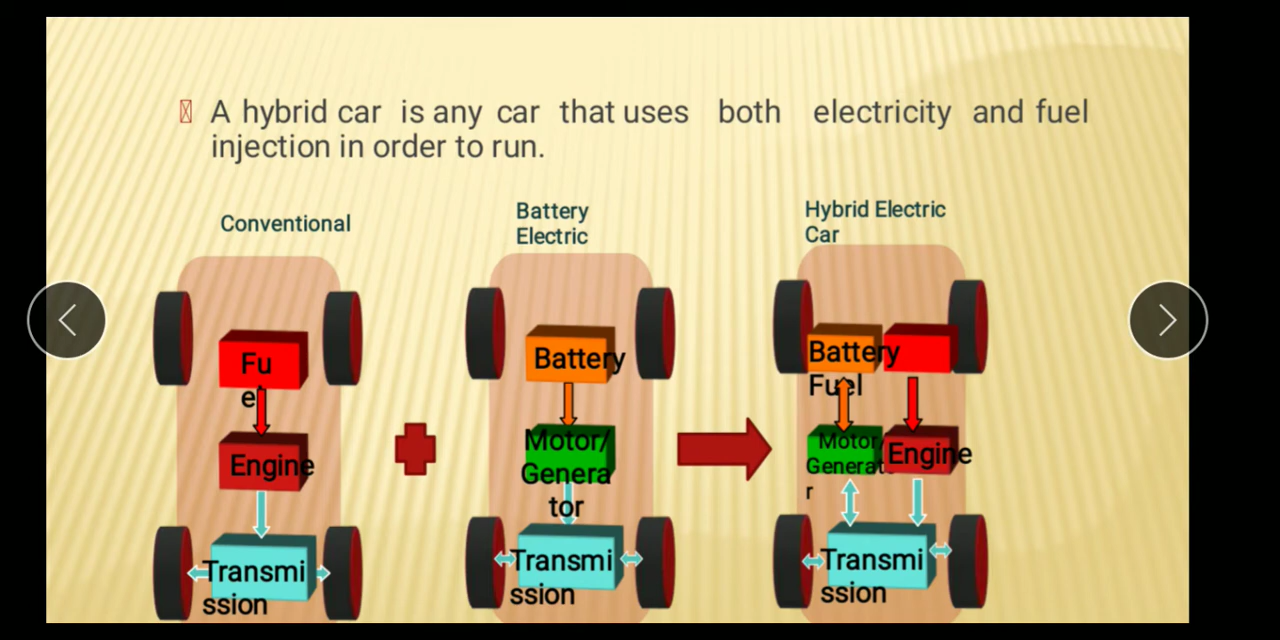 A hybrid car is any car that uses both electricity and fuel
injection in order to run.
Conventional
Battery
Electric
Hybrid Electric
Car
Fu
el
Engine
Transmi
ssion
Battery
Motor/
Genera
tor
Transmi
ssion
Battery
Fuel
Motor/
Generato
r
Engine
Transmi
ssion